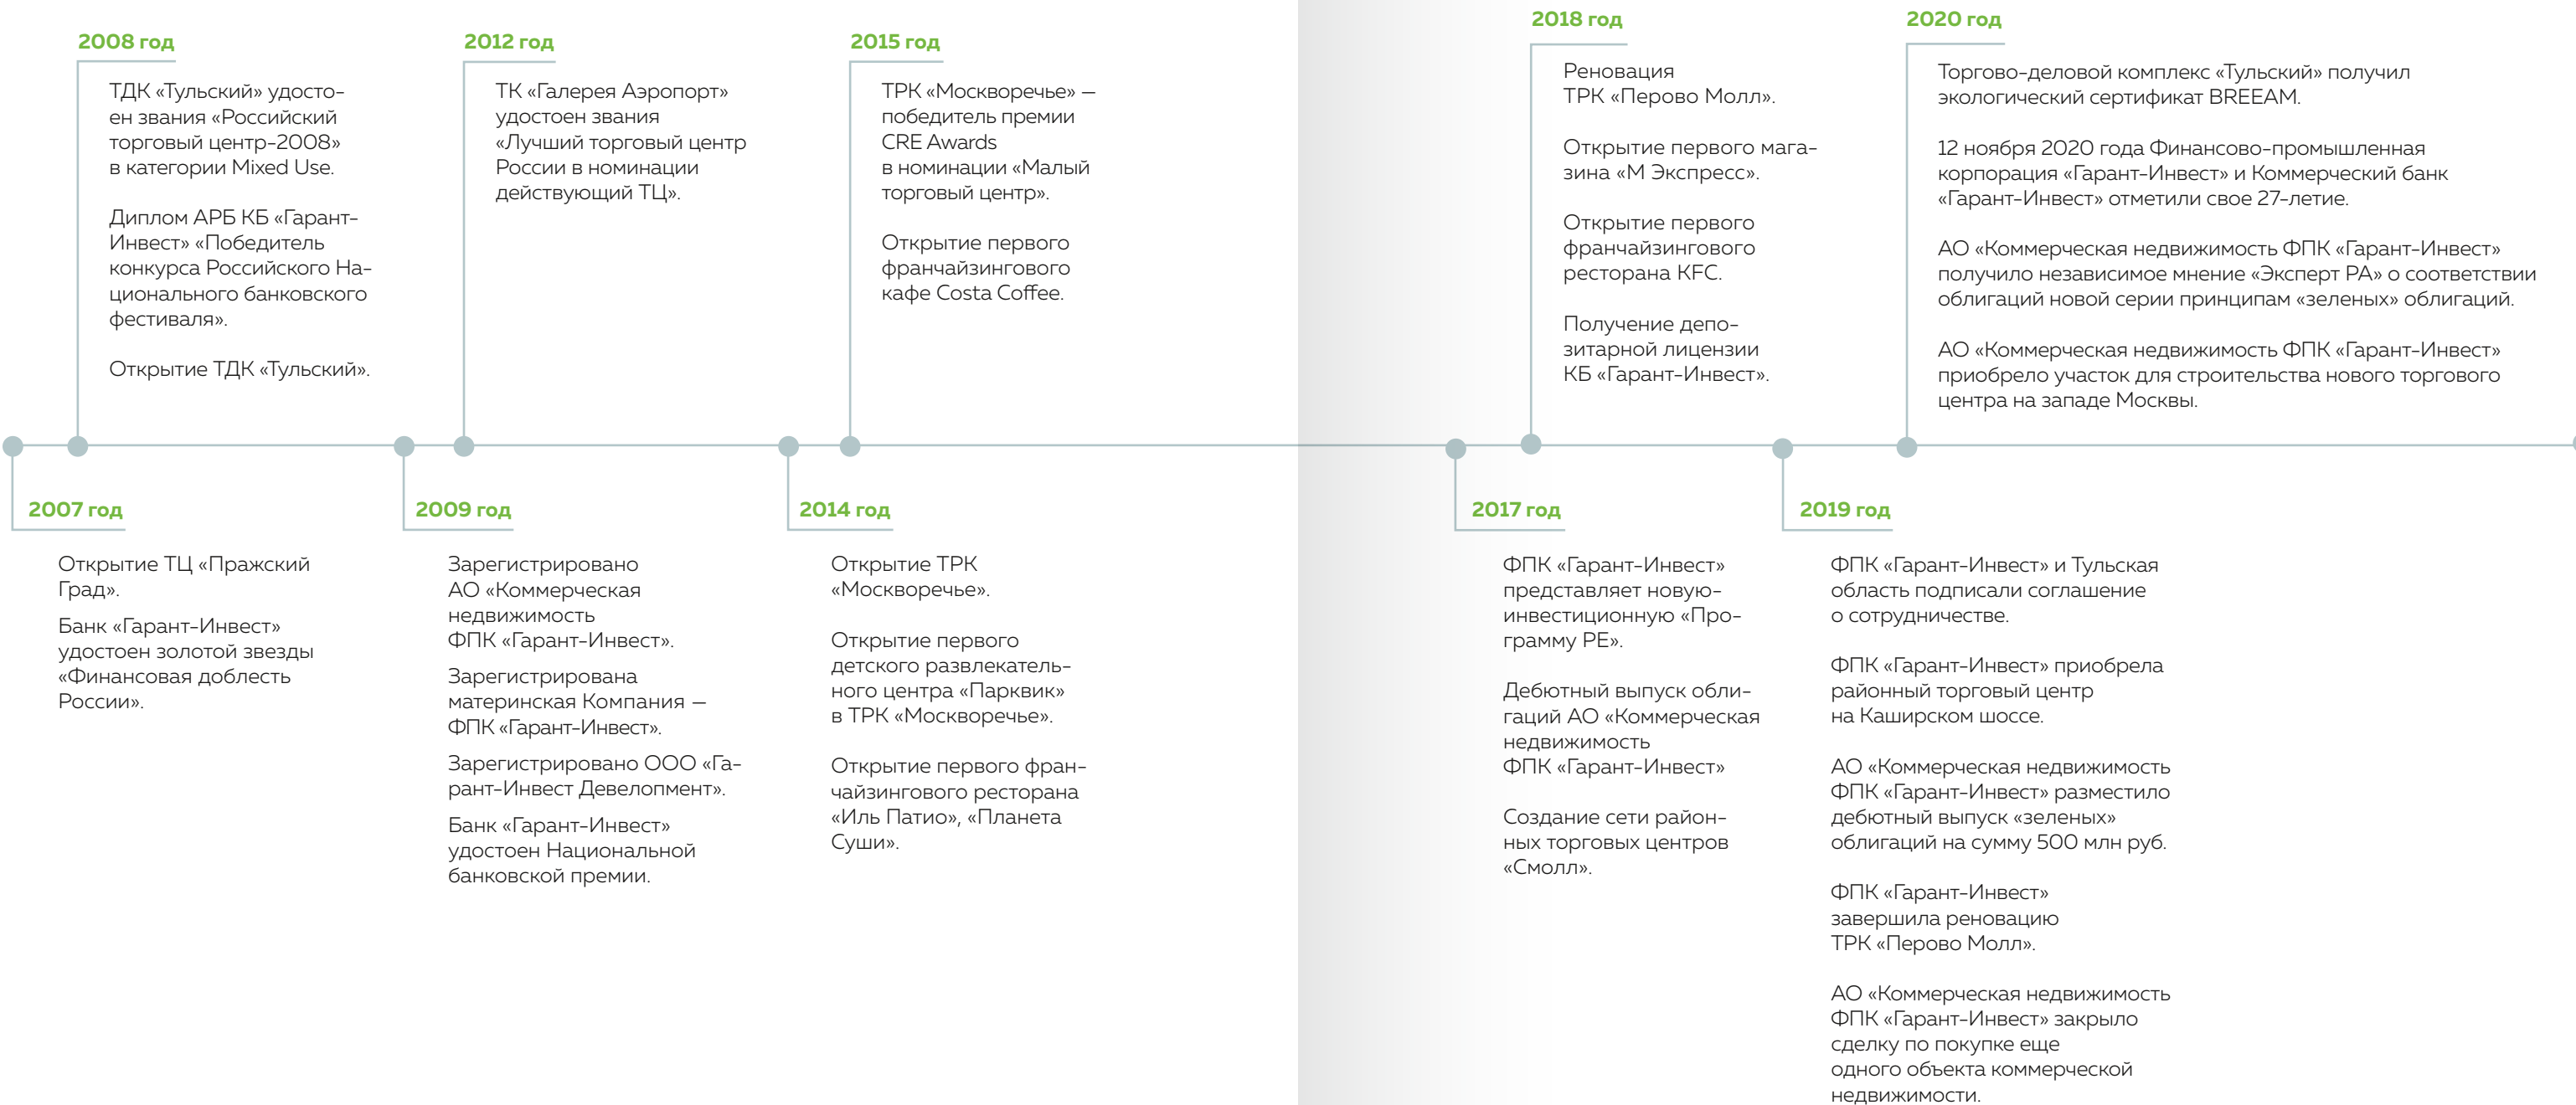 2008 год
ТДК «Тульский» удосто-
ен звания «Российский
торговый центр-2008»
в категории Mixed Use.
Диплом АРБ КБ «Гарант-
Инвест» «Победитель
конкурса Российского На-
ционального банковского
фестиваля».
Открытие ТДК «Тульский».
2012 год
ТК «Галерея Аэропорт»
удостоен звания
«Лучший торговый центр
России в номинации
действующий ТЦ».
2015 год
ТРК «Москворечье» —
победитель премии
CRE Awards
в номинации «Малый
торговый центр».
Открытие первого
франчайзингового
кафе Costa Coffee.
2018 год
Реновация
ТРК «Перово Молл».
Открытие первого мага-
зина «М Экспресс».
Открытие первого
франчайзингового
ресторана KFC.
Получение депо-
зитарной лицензии
КБ «Гарант-Инвест».
2020 год
Торгово-деловой комплекс «Тульский» получил
экологический сертификат BREEAM.
12 ноября 2020 года Финансово-промышленная
корпорация «Гарант-Инвест» и Коммерческий банк
«Гарант-Инвест» отметили свое 27-летие.
АО «Коммерческая недвижимость ФПК «Гарант-Инвест»
получило независимое мнение «Эксперт РА» о соответствии
облигаций новой серии принципам «зеленых» облигаций.
АО «Коммерческая недвижимость ФПК «Гарант-Инвест»
приобрело участок для строительства нового торгового
центра на западе Москвы.
2007 год
Открытие ТЦ «Пражский
Град».
Банк «Гарант-Инвест»
удостоен золотой звезды
«Финансовая доблесть
России».
2009 год
Зарегистрировано
АО «Коммерческая
недвижимость
ФПК «Гарант-Инвест».
Зарегистрирована
материнская Компания —
ФПК «Гарант-Инвест».
Зарегистрировано ООО «Га-
рант-Инвест Девелопмент».
Банк «Гарант-Инвест»
удостоен Национальной
банковской премии.
2014 год
Открытие ТРК
«Москворечье».
Открытие первого
детского развлекатель-
ного центра «Парквик»
в ТРК «Москворечье».
Открытие первого фран-
чайзингового ресторана
«Иль Патио», «Планета
Суши».
2017 год
ФПК «Гарант-Инвест»
представляет новую-
инвестиционную «Про-
грамму РЕ».
Дебютный выпуск обли-
гаций АО «Коммерческая
недвижимость
ФПК «Гарант-Инвест»
Создание сети район-
ных торговых центров
«Смолл».
2019 год
ФПК «Гарант-Инвест» и Тульская
область подписали соглашение
о сотрудничестве.
ФПК «Гарант-Инвест» приобрела
районный торговый центр
на Каширском шоссе.
АО «Коммерческая недвижимость
ФПК «Гарант-Инвест» разместило
дебютный выпуск «зеленых»
облигаций на сумму 500 млн руб.
ФПК «Гарант-Инвест»
завершила реновацию
ТРК «Перово Молл».
АО «Коммерческая недвижимость
ФПК «Гарант-Инвест» закрыло
сделку по покупке еще
одного объекта коммерческой
недвижимости.